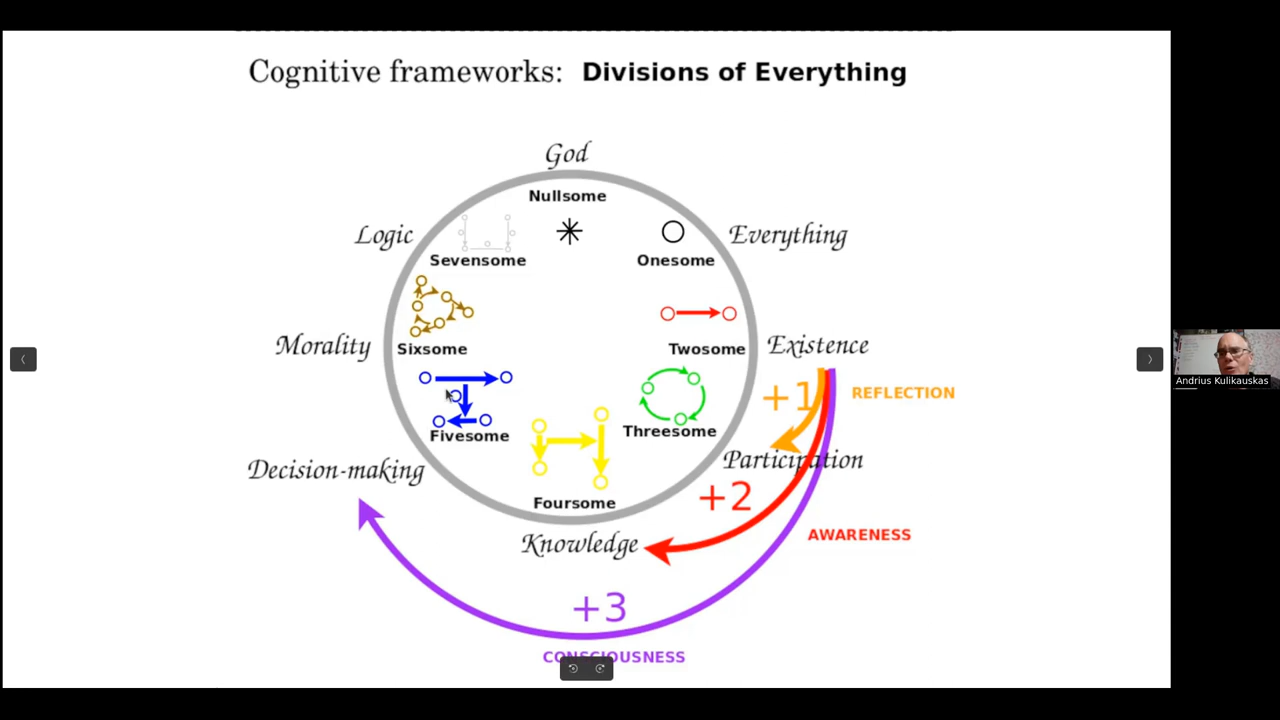 Cognitive frameworks: Divisions of Everything
God
Nullsome
Logic
Everything
Sevensome
Onesome
Morality
Sixsome
Twosome
Existence
+1
REFLECTION
Fivesome
Threesome
Participation
Decision-making
+2
Foursome
Knowledge
AWARENESS
+3
CONSCIOUSNESS
Andrius Kulikauskas